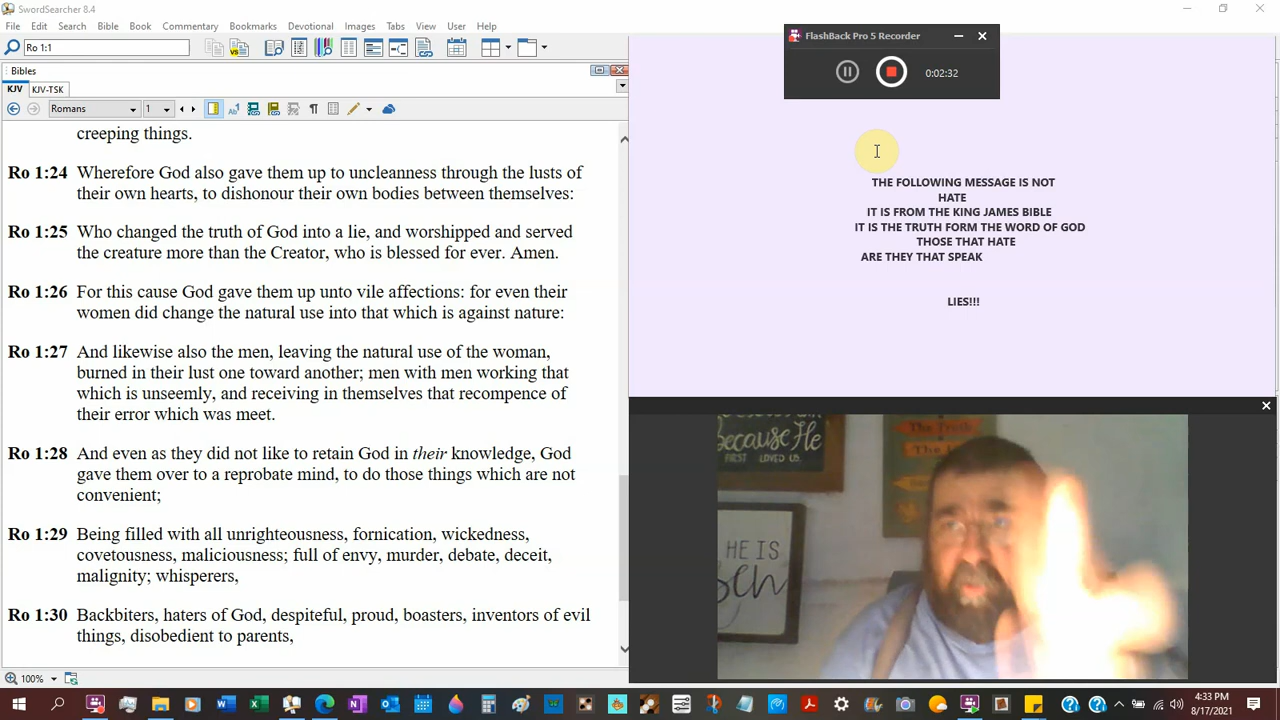 SwordSearcher 8.4
File Edit Search Bible Book Commentary Bookmarks Devotional Images Tabs View User Help
Ro 1:1
Bibles
KJV KJV-TSK
Romans 1
creeping things.
Ro 1:24 Wherefore God also gave them up to uncleanness through the lusts of
their own hearts, to dishonour their own bodies between themselves:
Ro 1:25 Who changed the truth of God into a lie, and worshipped and served
the creature more than the Creator, who is blessed for ever. Amen.
Ro 1:26 For this cause God gave them up unto vile affections: for even their
women did change the natural use into that which is against nature:
Ro 1:27 And likewise also the men, leaving the natural use of the woman,
burned in their lust one toward another; men with men working that
which is unseemly, and receiving in themselves that recompence of
their error which was meet.
Ro 1:28 And even as they did not like to retain God in their knowledge, God
gave them over to a reprobate mind, to do those things which are not
convenient;
Ro 1:29 Being filled with all unrighteousness, fornication, wickedness,
covetousness, maliciousness; full of envy, murder, debate, deceit,
malignity; whisperers,
Ro 1:30 Backbiters, haters of God, despiteful, proud, boasters, inventors of evil
things, disobedient to parents,
100%
FlashBack Pro 5 Recorder
0:02:32
THE FOLLOWING MESSAGE IS NOT
HATE
IT IS FROM THE KING JAMES BIBLE
IT IS THE TRUTH FORM THE WORD OF GOD
THOSE THAT HATE
ARE THEY THAT SPEAK
LIES!!!
because He
FIRST LOVED US.
The Truth
HE IS
4:33 PM
8/17/2021